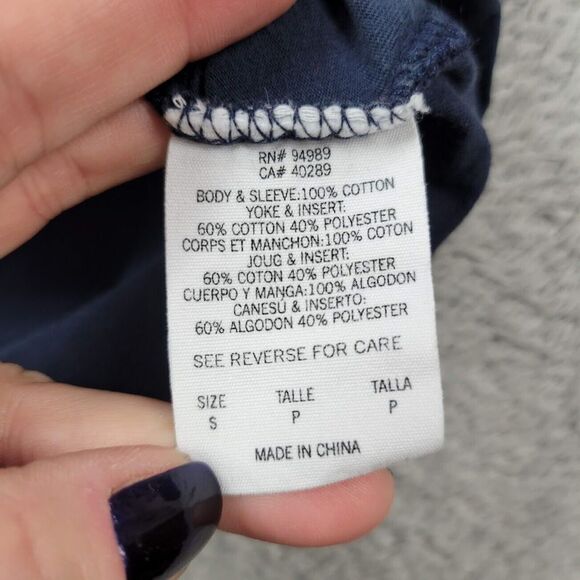 RN# 94989
CA# 40289
BODY & SLEEVE:100% COTTON
YOKE & INSERT:
60% COTTON 40% POLYESTER
CORPS ET MANCHON:100% COTON
JOUG & INSERT:
60% COTON 40% POLYESTER
CUERPO Y MANGA:100% ALGODON
CANESÚ & INSERTO:
60% ALGODON 40% POLYESTER
SEE REVERSE FOR CARE
SIZE TALLE TALLA
S P P
MADE IN CHINA